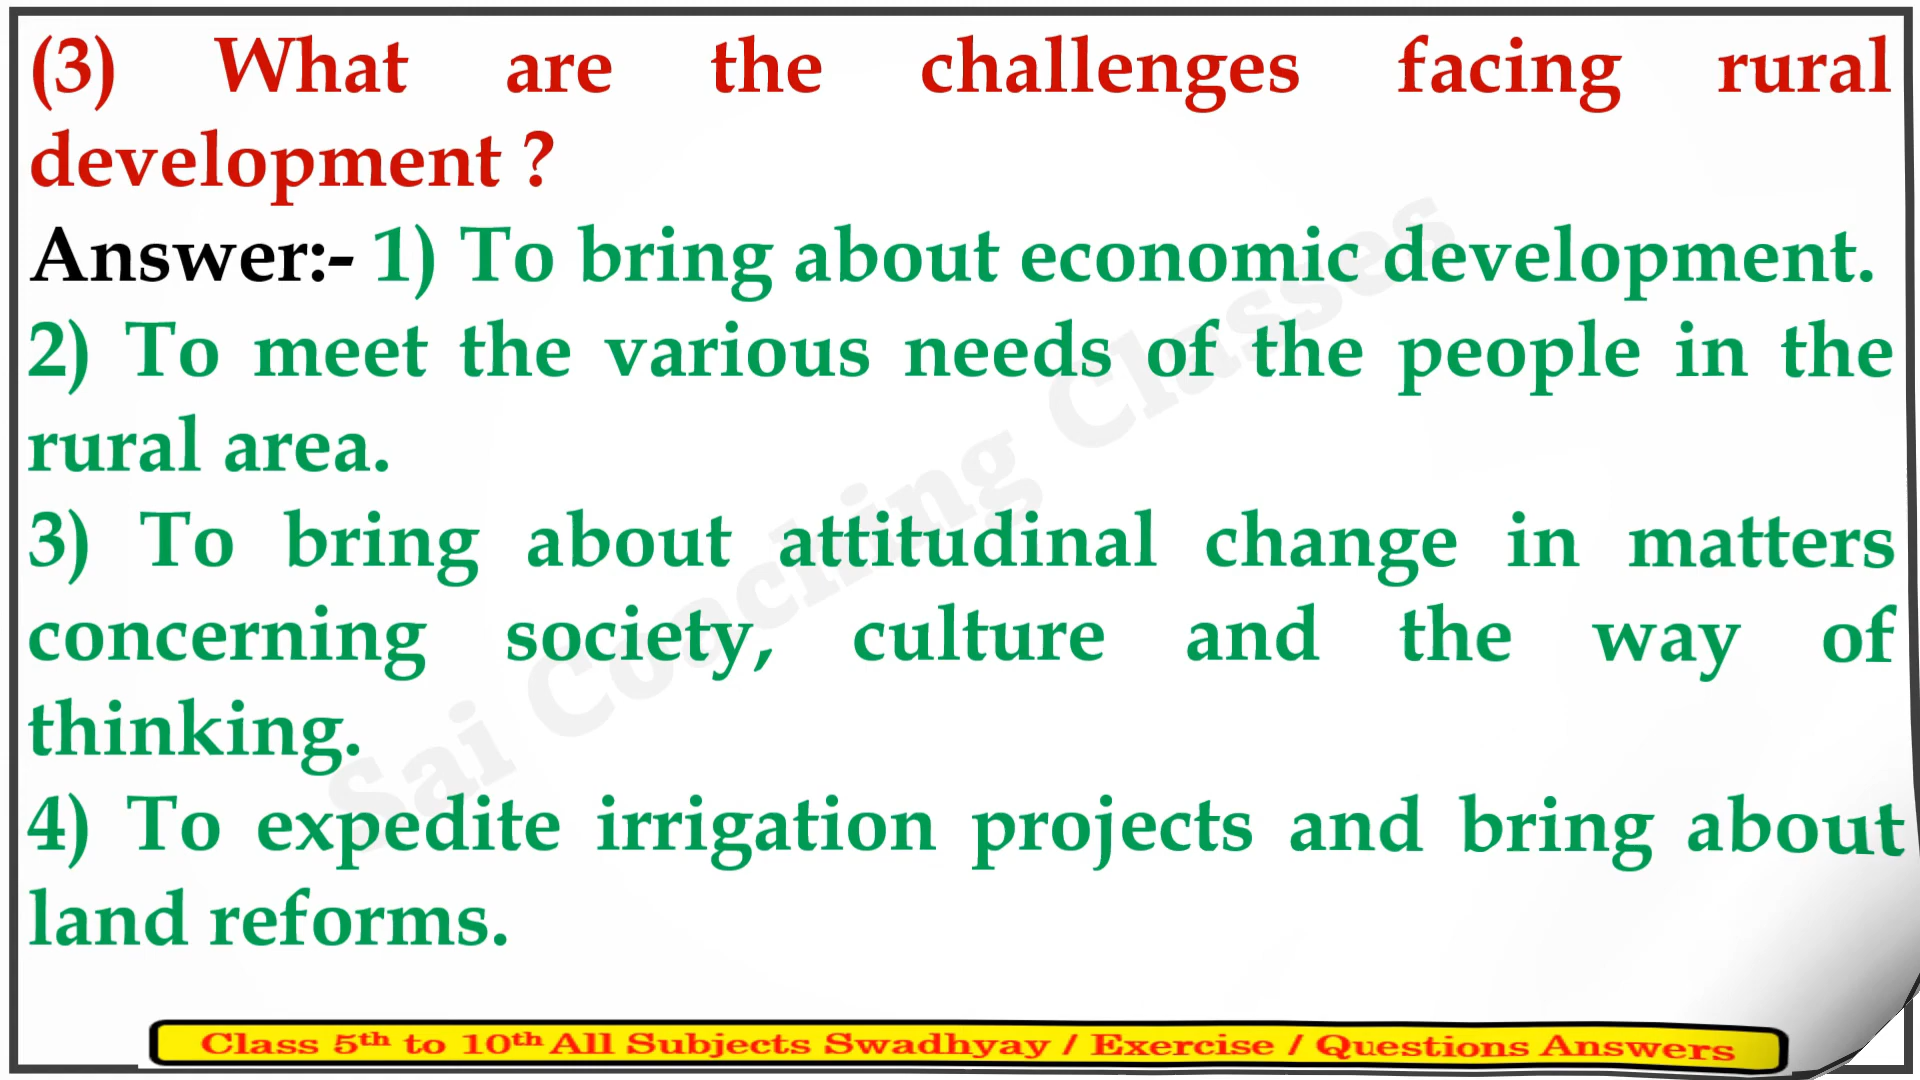 (3) What are the challenges facing rural
development ?
Answer:- 1) To bring about economic development.
2) To meet the various needs of the people in the
rural area.
3) To bring about attitudinal change in matters
concerning society, culture and the way of
thinking.
4) To expedite irrigation projects and bring about
land reforms.
Sai Coaching Classes
Class 5th to 10th All Subjects Swadhyay / Exercise / Questions Answers